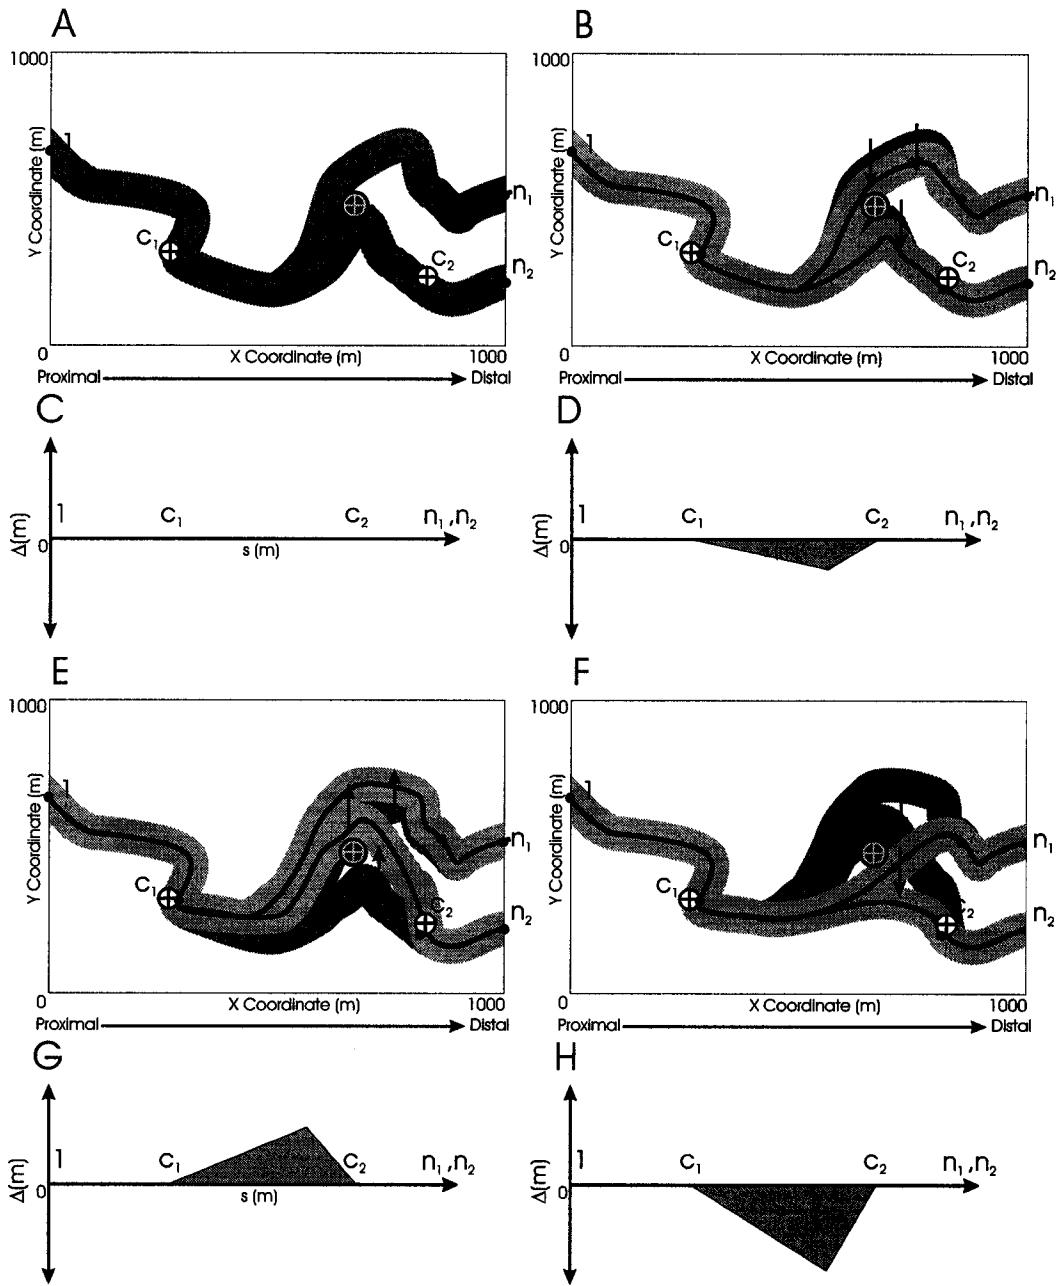 A
B
1000
1000
Y Coordinate (m)
Y Coordinate (m)
1
1
C₁
C₂
n₁
n₂
C₁
C₂
n₁
n₂
0
X Coordinate (m)
1000
0
X Coordinate (m)
1000
Proximal
Distal
Proximal
Distal
C
D
Δ(m)
0
1
C₁
C₂
n₁,n₂
s (m)
Δ(m)
0
1
C₁
C₂
n₁,n₂
E
F
1000
1000
Y Coordinate (m)
Y Coordinate (m)
1
1
C₁
C₂
n₁
n₂
C₁
C₂
n₁
n₂
0
X Coordinate (m)
1000
0
X Coordinate (m)
1000
Proximal
Distal
Proximal
Distal
G
H
Δ(m)
0
1
C₁
C₂
n₁,n₂
s (m)
Δ(m)
0
1
C₁
C₂
n₁,n₂